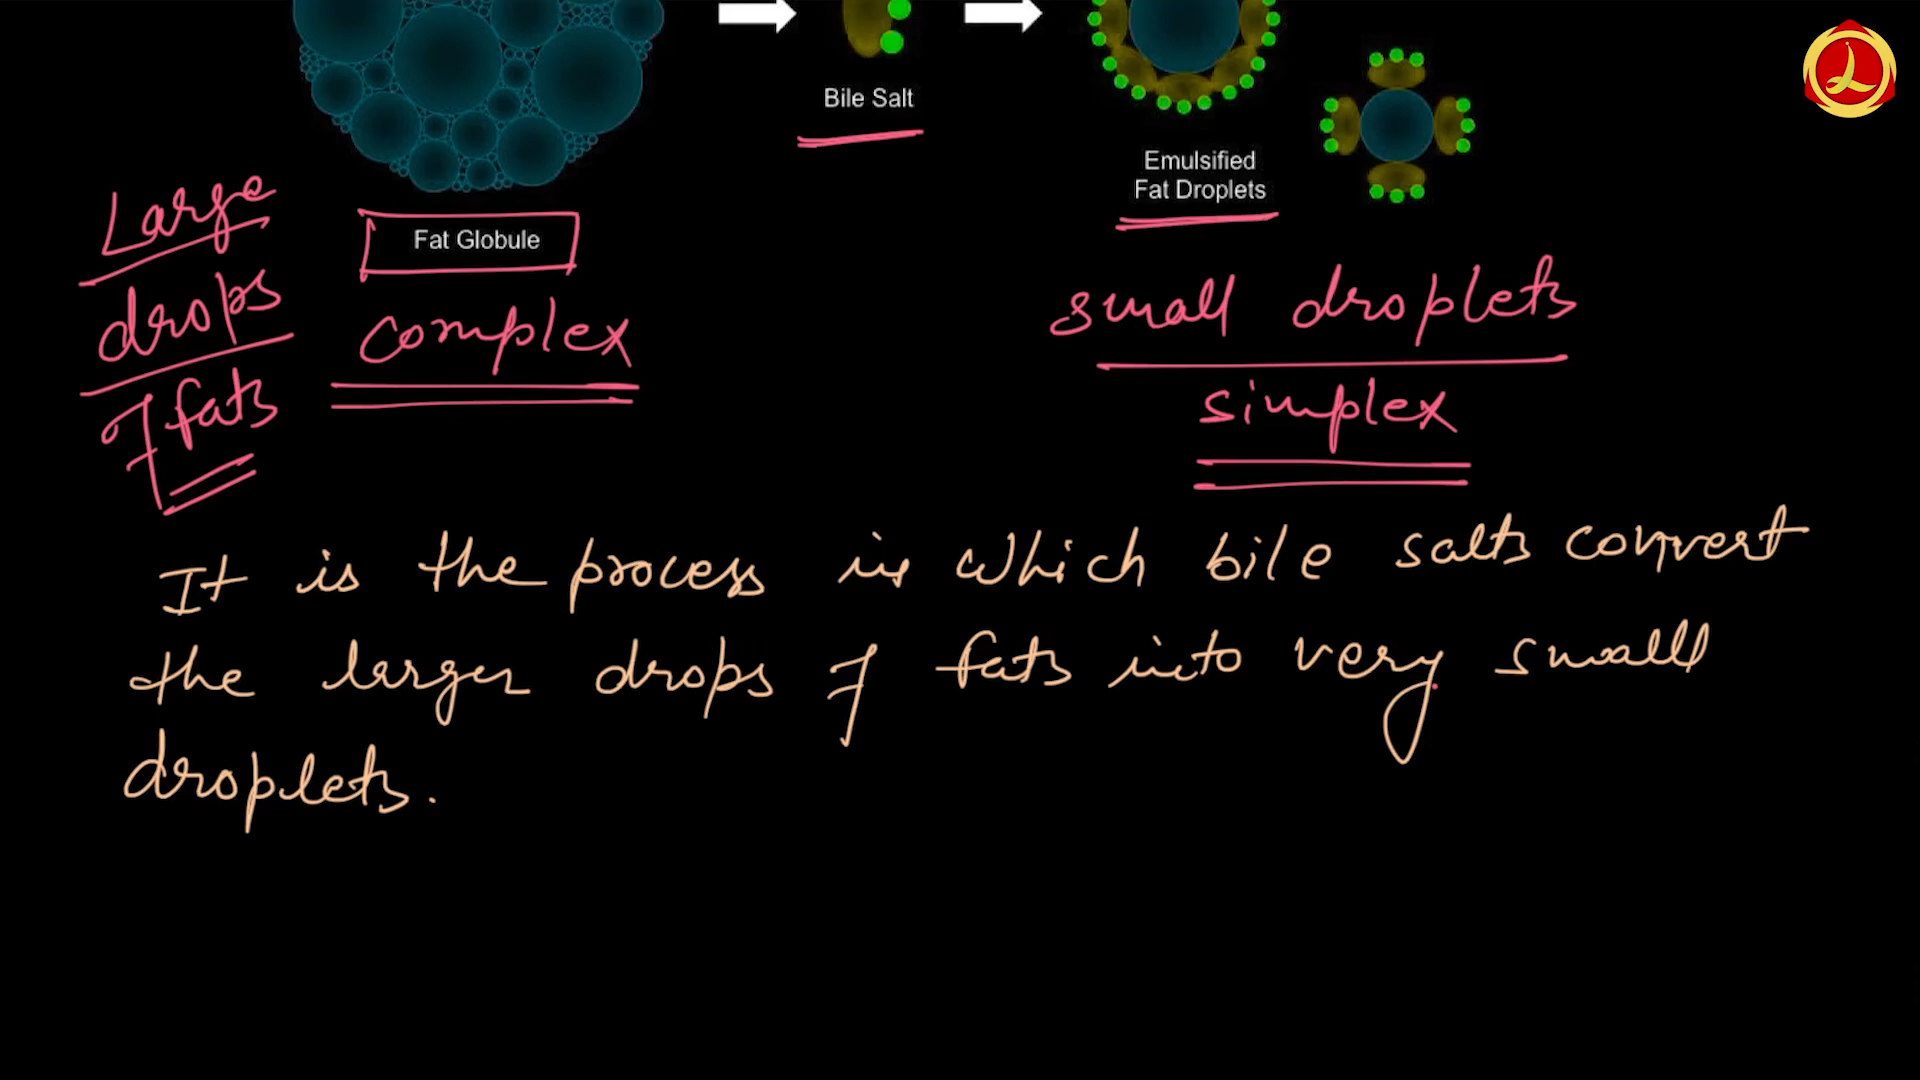 Bile Salt
Emulsified
Fat Droplets
Large
drops
of fats
Fat Globule
complex
small droplets
simplex
It is the process in which bile salts convert
the larger drops of fats into very small
droplets.
L